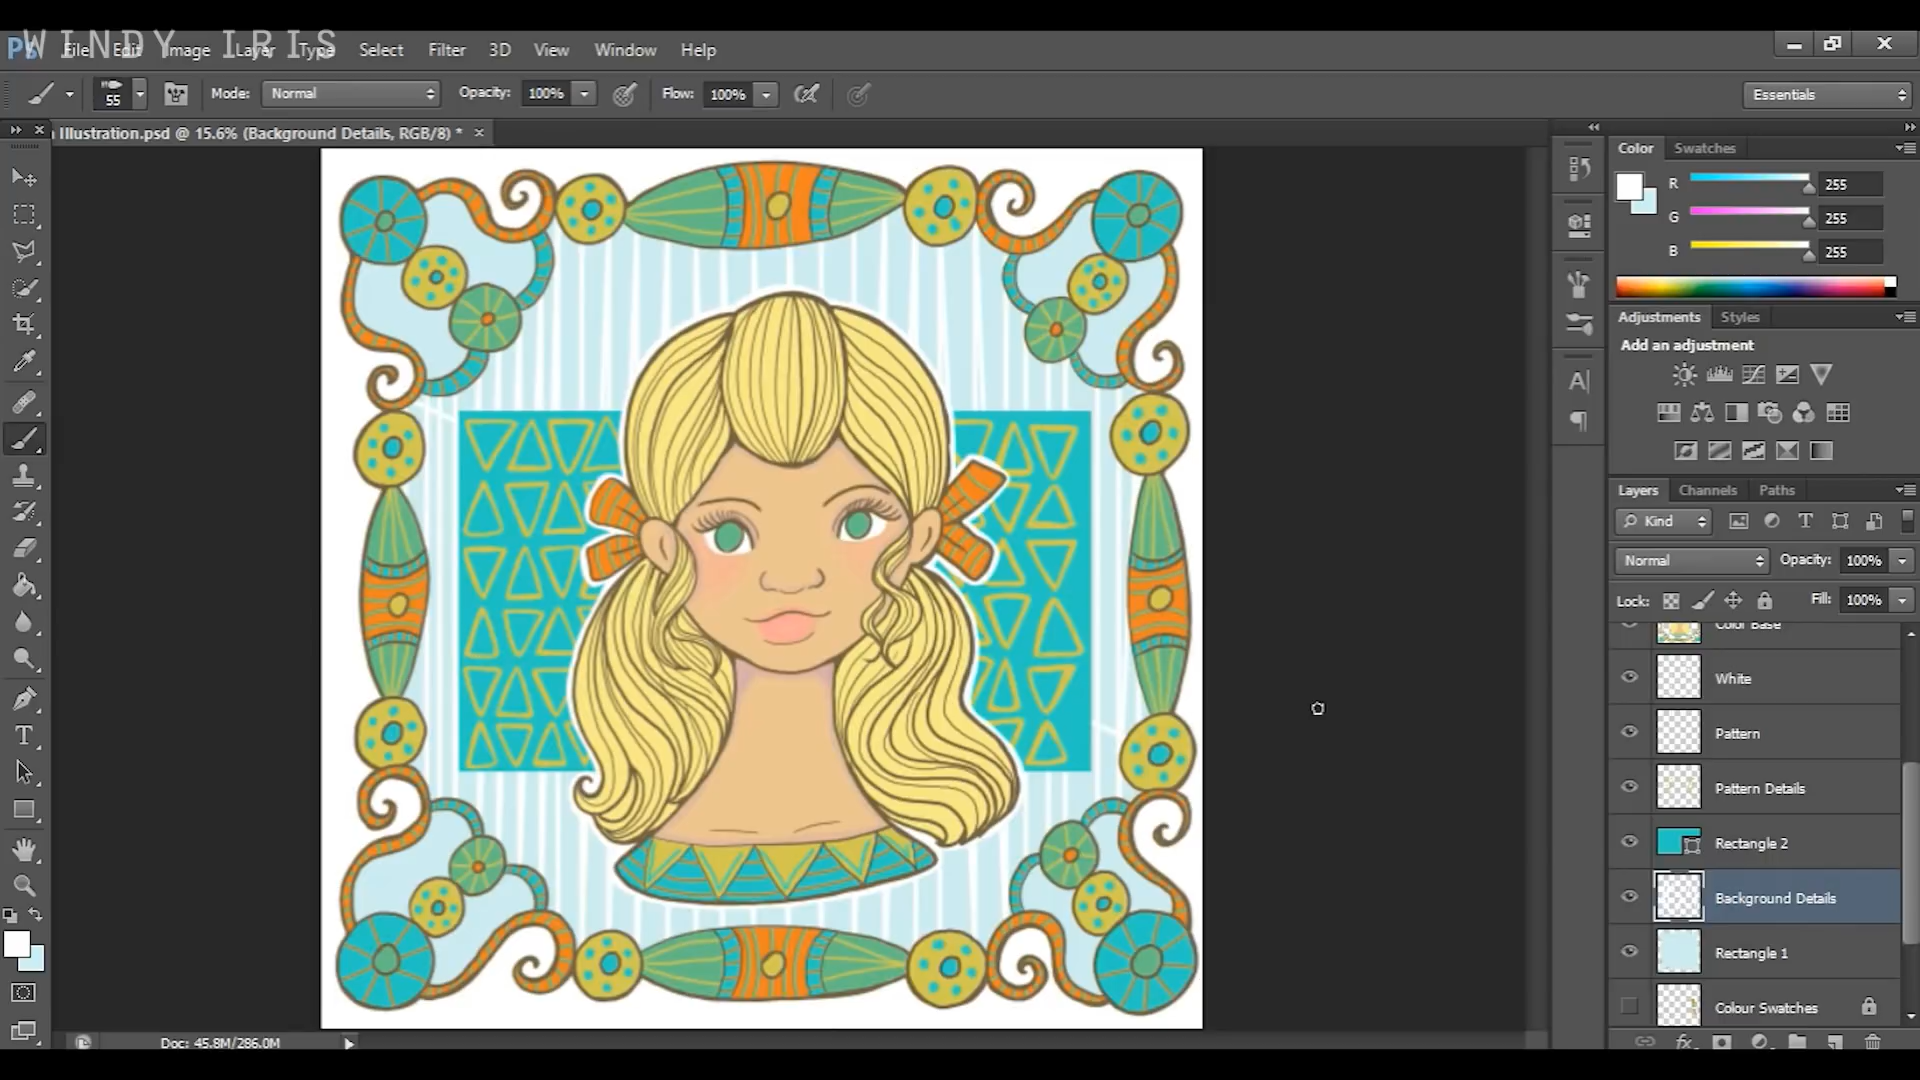 WINDY IRIS
Ps File Edit Image Layer Type Select Filter 3D View Window Help
55 Mode: Normal Opacity: 100% Flow: 100% Essentials
Illustration.psd @ 15.6% (Background Details, RGB/8) *
Color Swatches
R 255
G 255
B 255
Adjustments Styles
Add an adjustment
Layers Channels Paths
Kind
Normal Opacity: 100%
Lock: Fill: 100%
Color Base
White
Pattern
Pattern Details
Rectangle 2
Background Details
Rectangle 1
Colour Swatches
Doc: 45.8M/286.0M